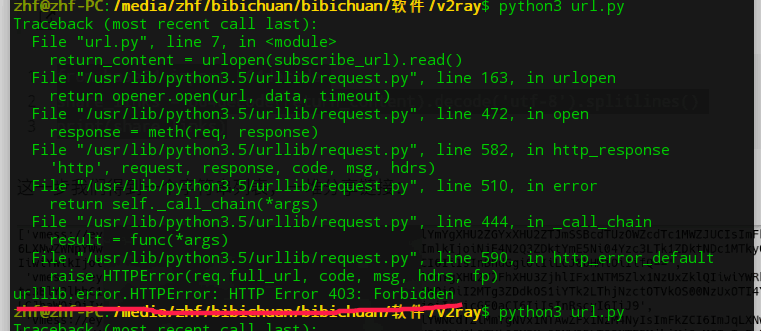 zhf@zhf-PC:/media/zhf/bibichuan/bibichuan/软件/v2ray$ python3 url.py
Traceback (most recent call last):
  File "url.py", line 7, in <module>
    return_content = urlopen(subscribe_url).read()
  File "/usr/lib/python3.5/urllib/request.py", line 163, in urlopen
    return opener.open(url, data, timeout)
  File "/usr/lib/python3.5/urllib/request.py", line 472, in open
    response = meth(req, response)
  File "/usr/lib/python3.5/urllib/request.py", line 582, in http_response
    'http', request, response, code, msg, hdrs)
  File "/usr/lib/python3.5/urllib/request.py", line 510, in error
    return self._call_chain(*args)
  File "/usr/lib/python3.5/urllib/request.py", line 444, in _call_chain
    result = func(*args)
  File "/usr/lib/python3.5/urllib/request.py", line 590, in http_error_default
    raise HTTPError(req.full_url, code, msg, hdrs, fp)
urllib.error.HTTPError: HTTP Error 403: Forbidden
zhf@zhf-PC:/media/zhf/bibichuan/bibichuan/软件/v2ray$ python3 url.py
Traceback (most recent call last):